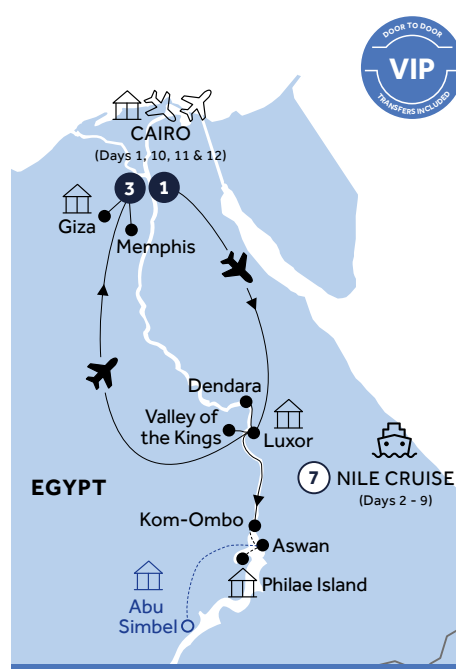 DOOR TO DOOR
VIP
TRANSFERS INCLUDED
CAIRO
(Days 1, 10, 11 & 12)
3
1
Giza
Memphis
Dendara
Valley of
the Kings
Luxor
7 NILE CRUISE
(Days 2 - 9)
EGYPT
Kom-Ombo
Aswan
Philae Island
Abu
Simbel